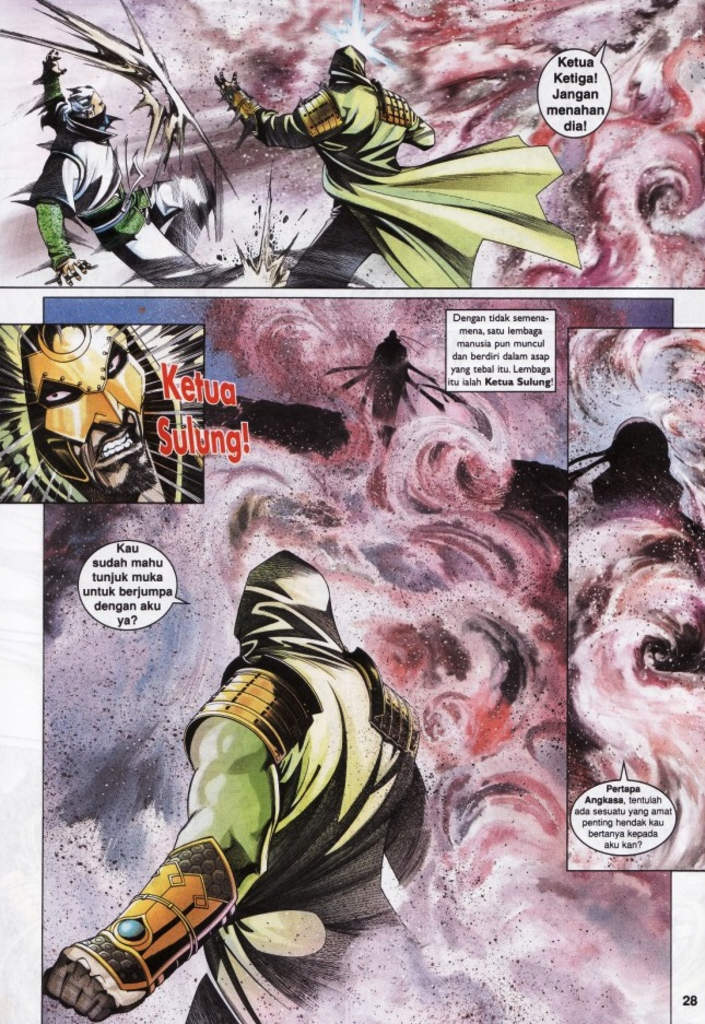 Ketua
Ketiga!
Jangan
menahan
dia!
Dengan tidak semena-
mena, satu lembaga
manusia pun muncul
dan berdiri dalam asap
yang tebal itu. Lembaga
itu ialah Ketua Sulung!
Ketua
Sulung!
Kau
sudah mahu
tunjuk muka
untuk berjumpa
dengan aku
ya?
Pertapa
Angkasa, tentulah
ada sesuatu yang amat
penting hendak kau
bertanya kepada
aku kan?
28